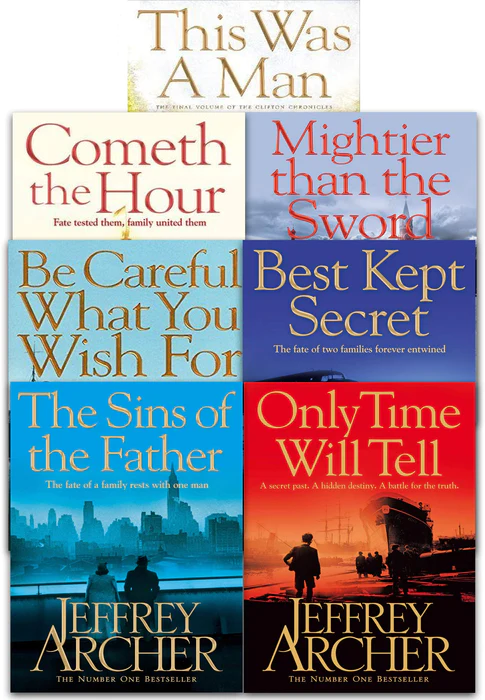 This Was
A Man
THE FINAL VOLUME OF THE CLIFTON CHRONICLES
Cometh
the Hour
Fate tested them, family united them
Mightier
than the
Sword
Be Careful
What You
Wish For
Best Kept
Secret
The fate of two families forever entwined
The Sins of
the Father
The fate of a family rests with one man
JEFFREY
ARCHER
THE NUMBER ONE BESTSELLER
Only Time
Will Tell
A secret past. A hidden destiny. A battle for the truth.
JEFFREY
ARCHER
THE NUMBER ONE BESTSELLER